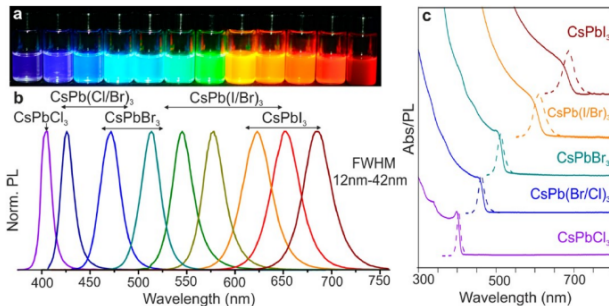 a
b
CsPb(Cl/Br)₃
CsPb(I/Br)₃
CsPbCl₃
CsPbBr₃
CsPbI₃
FWHM
12nm-42nm
Norm. PL
400 450 500 550 600 650 700 750
Wavelength (nm)
c
CsPbI₃
CsPb(I/Br)₃
CsPbBr₃
CsPb(Br/Cl)₃
CsPbCl₃
Abs/PL
300 500 700
Wavelength (nm)